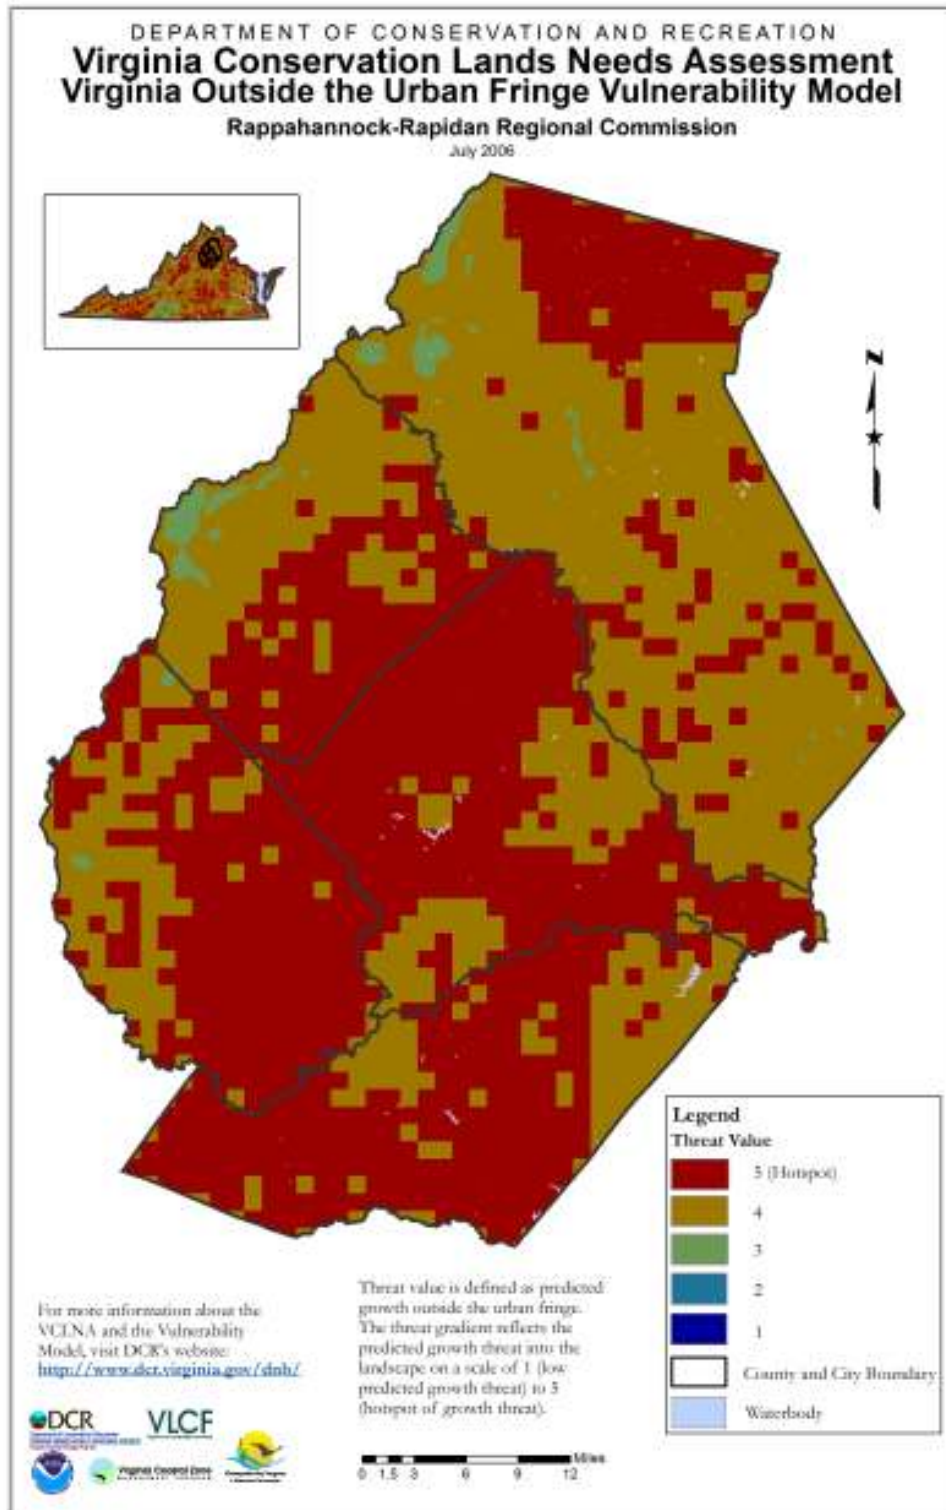 DEPARTMENT OF CONSERVATION AND RECREATION
Virginia Conservation Lands Needs Assessment
Virginia Outside the Urban Fringe Vulnerability Model
Rappahannock-Rapidan Regional Commission
July 2006
N
Legend
Threat Value
5 (Hotspot)
4
3
2
1
County and City Boundary
Waterbody
For more information about the
VCLNA and the Vulnerability
Model, visit DCR's website:
http://www.dcr.virginia.gov/dnh/
Threat value is defined as predicted
growth outside the urban fringe.
The threat gradient reflects the
predicted growth threat into the
landscape on a scale of 1 (low
predicted growth threat) to 5
(hotspot of growth threat).
DCR
VLCF
Virginia Coastal Zone
Miles
0 1.5 3 6 9 12